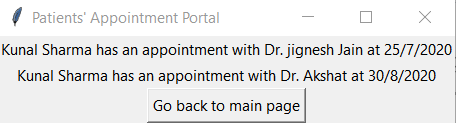 Patients' Appointment Portal
Kunal Sharma has an appointment with Dr. jignesh Jain at 25/7/2020
Kunal Sharma has an appointment with Dr. Akshat at 30/8/2020
Go back to main page